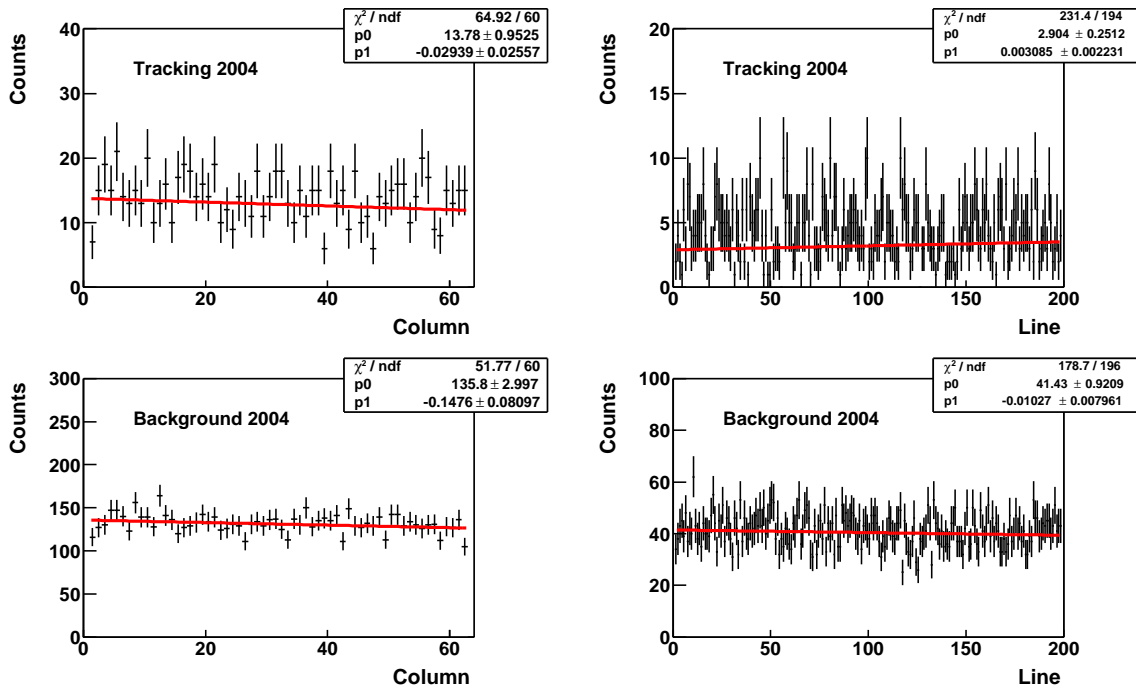 χ² / ndf 64.92 / 60
p0 13.78 ± 0.9525
p1 -0.02939 ± 0.02557
Tracking 2004
Counts
40
30
20
10
0
0 20 40 60
Column
χ² / ndf 231.4 / 194
p0 2.904 ± 0.2512
p1 0.003085 ± 0.002231
Tracking 2004
Counts
20
15
10
5
0
0 50 100 150 200
Line
χ² / ndf 51.77 / 60
p0 135.8 ± 2.997
p1 -0.1476 ± 0.08097
Background 2004
Counts
300
250
200
150
100
50
0
0 20 40 60
Column
χ² / ndf 178.7 / 196
p0 41.43 ± 0.9209
p1 -0.01027 ± 0.007961
Background 2004
Counts
100
80
60
40
20
0
0 50 100 150 200
Line